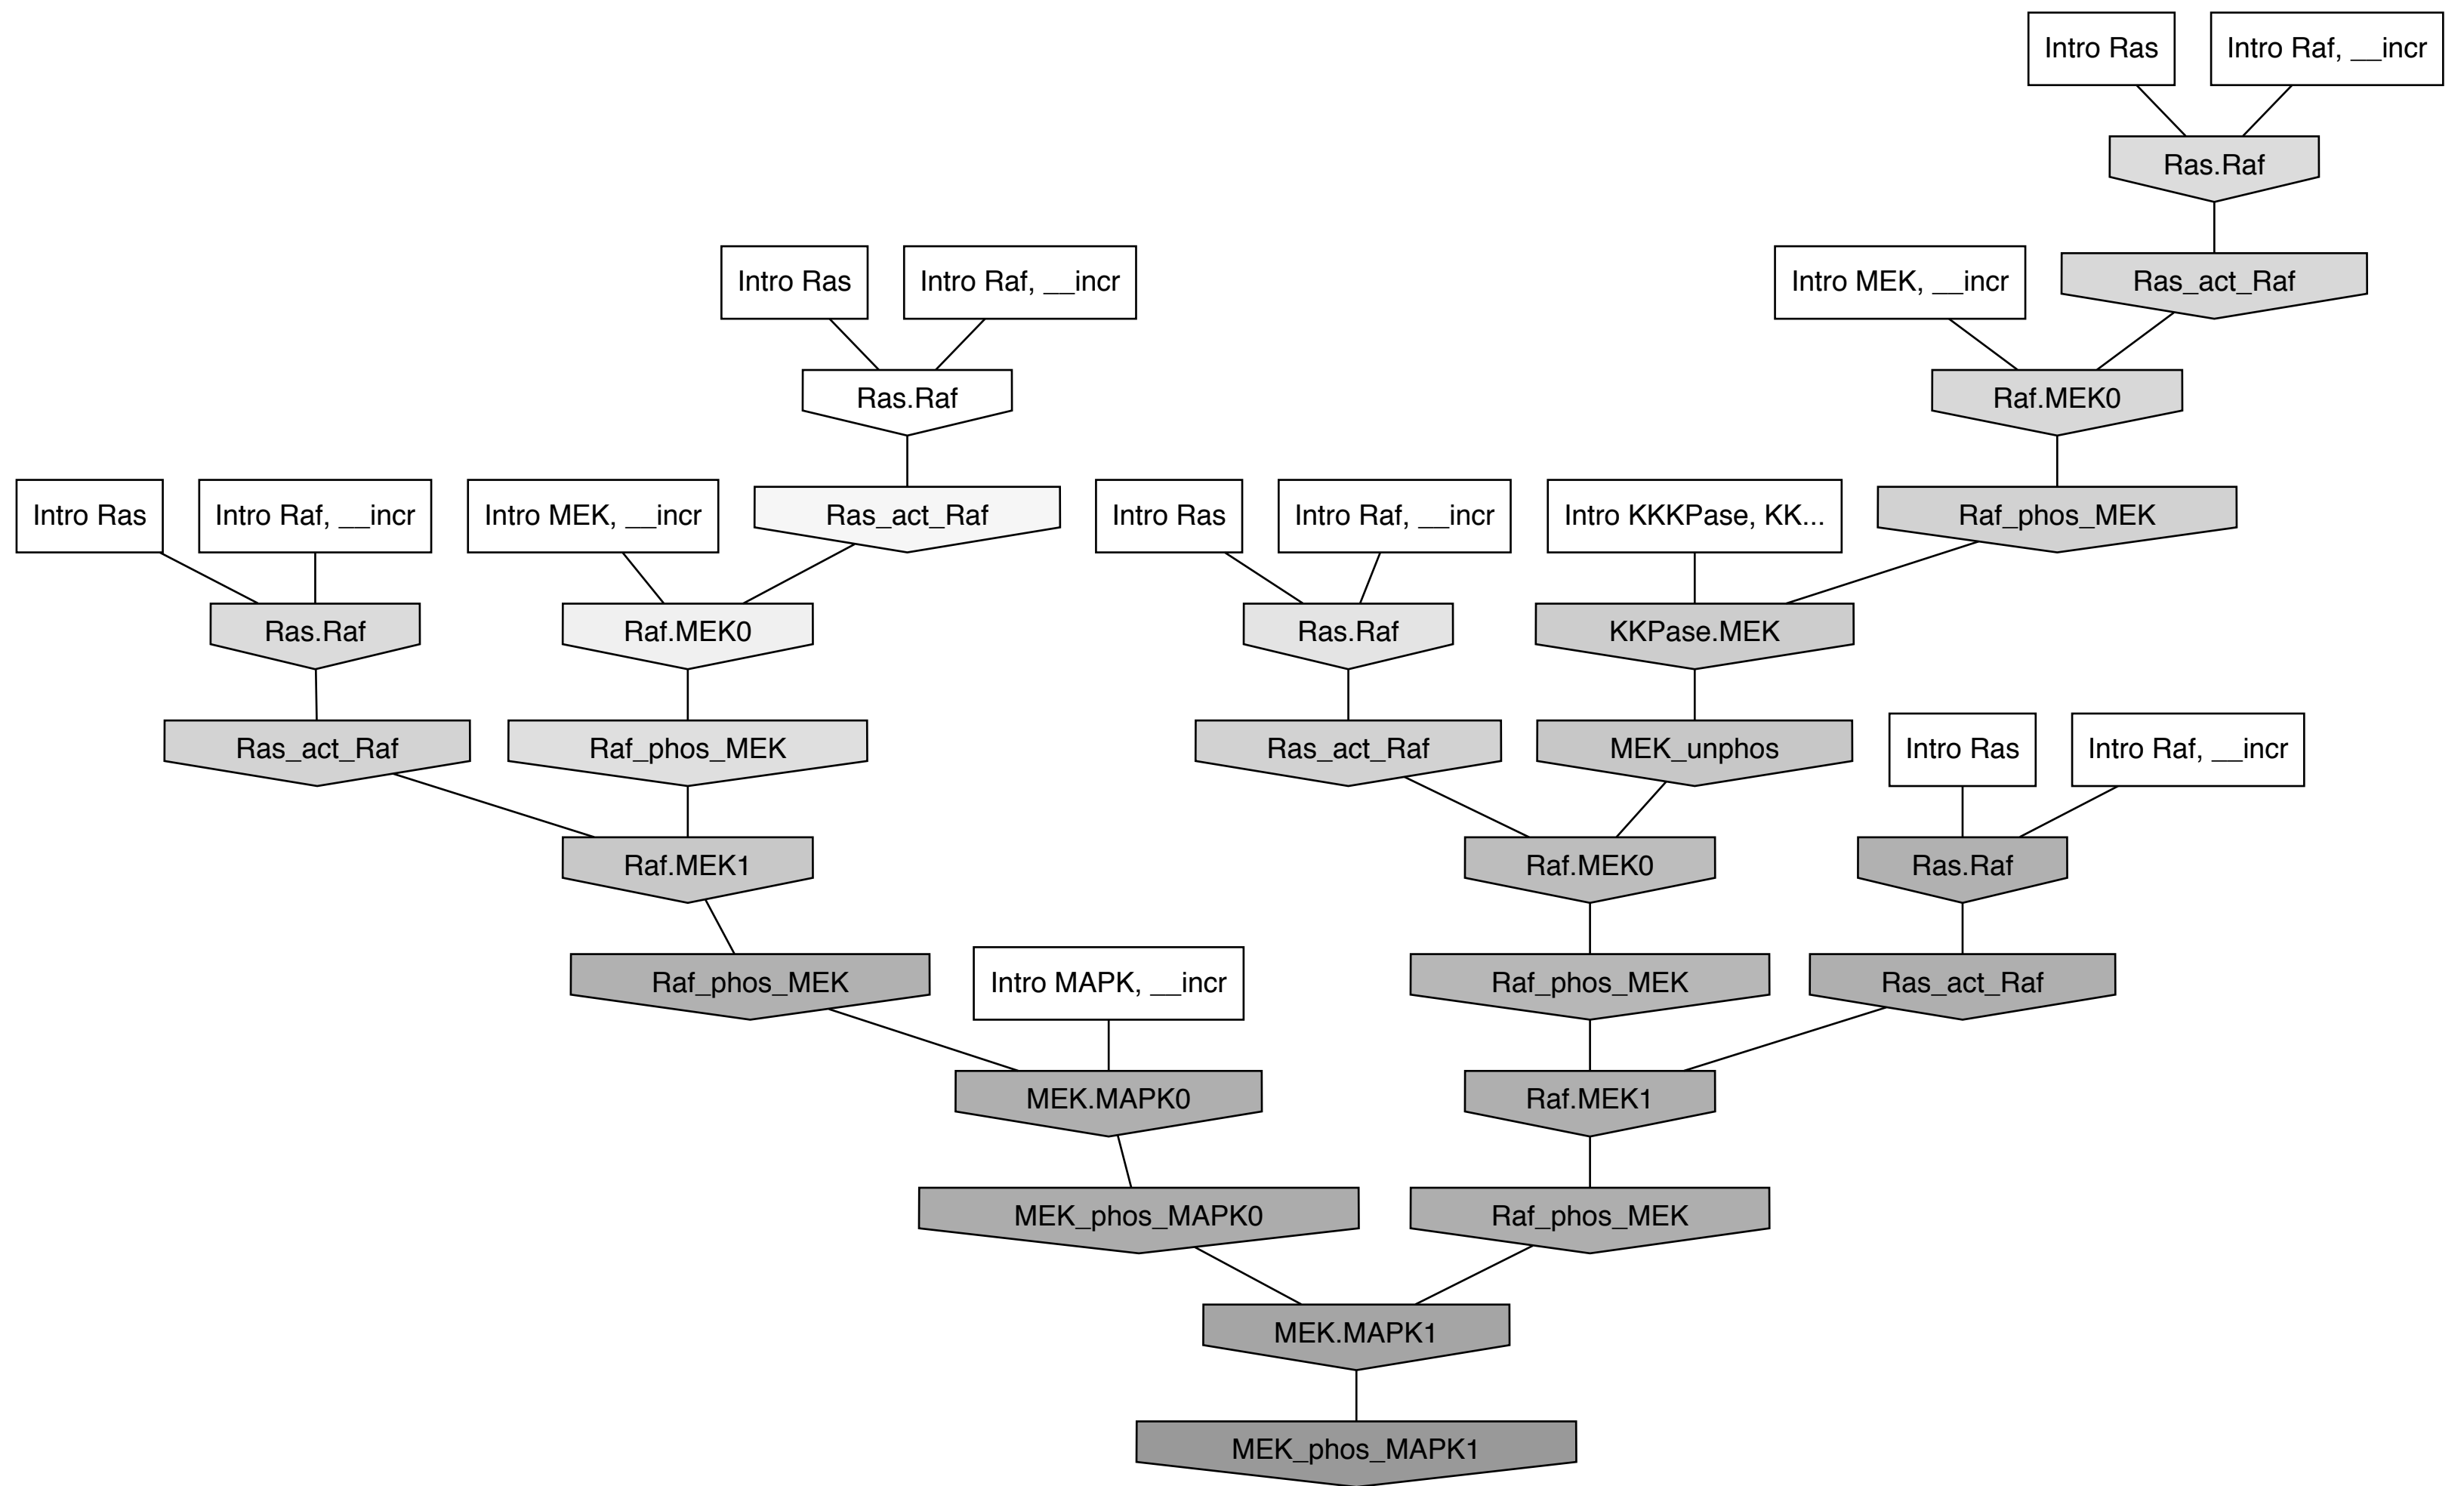 Intro Ras
Intro Raf, __incr
Ras.Raf
Intro Ras
Intro Raf, __incr
Intro MEK, __incr
Ras_act_Raf
Ras.Raf
Raf.MEK0
Intro Ras
Intro Raf, __incr
Intro MEK, __incr
Ras_act_Raf
Intro Ras
Intro Raf, __incr
Intro KKKPase, KK...
Raf_phos_MEK
Ras.Raf
Raf.MEK0
Ras.Raf
KKPase.MEK
Ras_act_Raf
Raf_phos_MEK
Ras_act_Raf
MEK_unphos
Intro Ras
Intro Raf, __incr
Raf.MEK1
Raf.MEK0
Ras.Raf
Raf_phos_MEK
Intro MAPK, __incr
Raf_phos_MEK
Ras_act_Raf
MEK.MAPK0
Raf.MEK1
MEK_phos_MAPK0
Raf_phos_MEK
MEK.MAPK1
MEK_phos_MAPK1